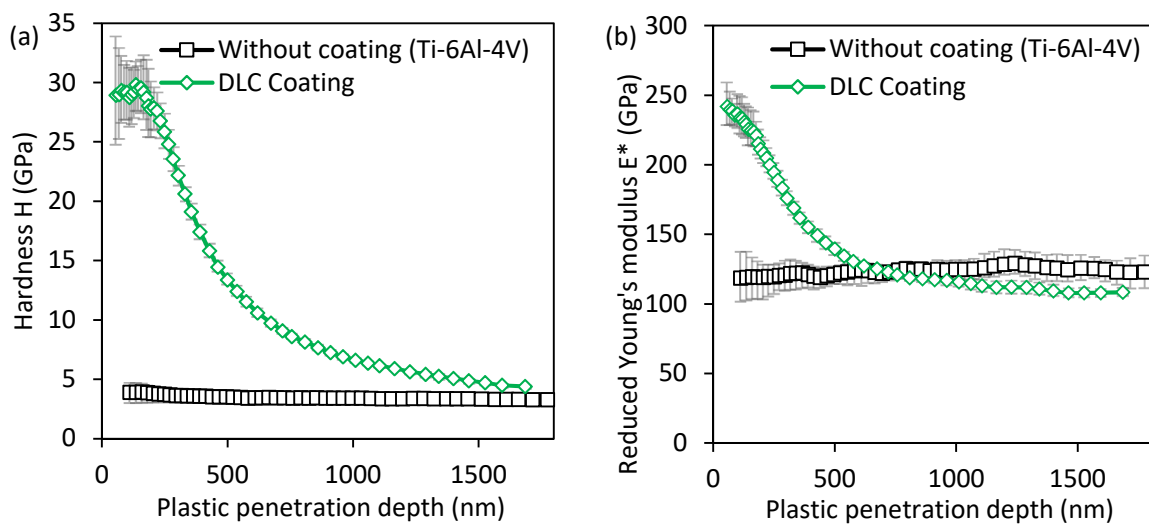 (a)
Hardness H (GPa)
35
30
25
20
15
10
5
0
Without coating (Ti-6Al-4V)
DLC Coating
0 500 1000 1500
Plastic penetration depth (nm)
(b)
Reduced Young's modulus E* (GPa)
300
250
200
150
100
50
0
Without coating (Ti-6Al-4V)
DLC Coating
0 500 1000 1500
Plastic penetration depth (nm)